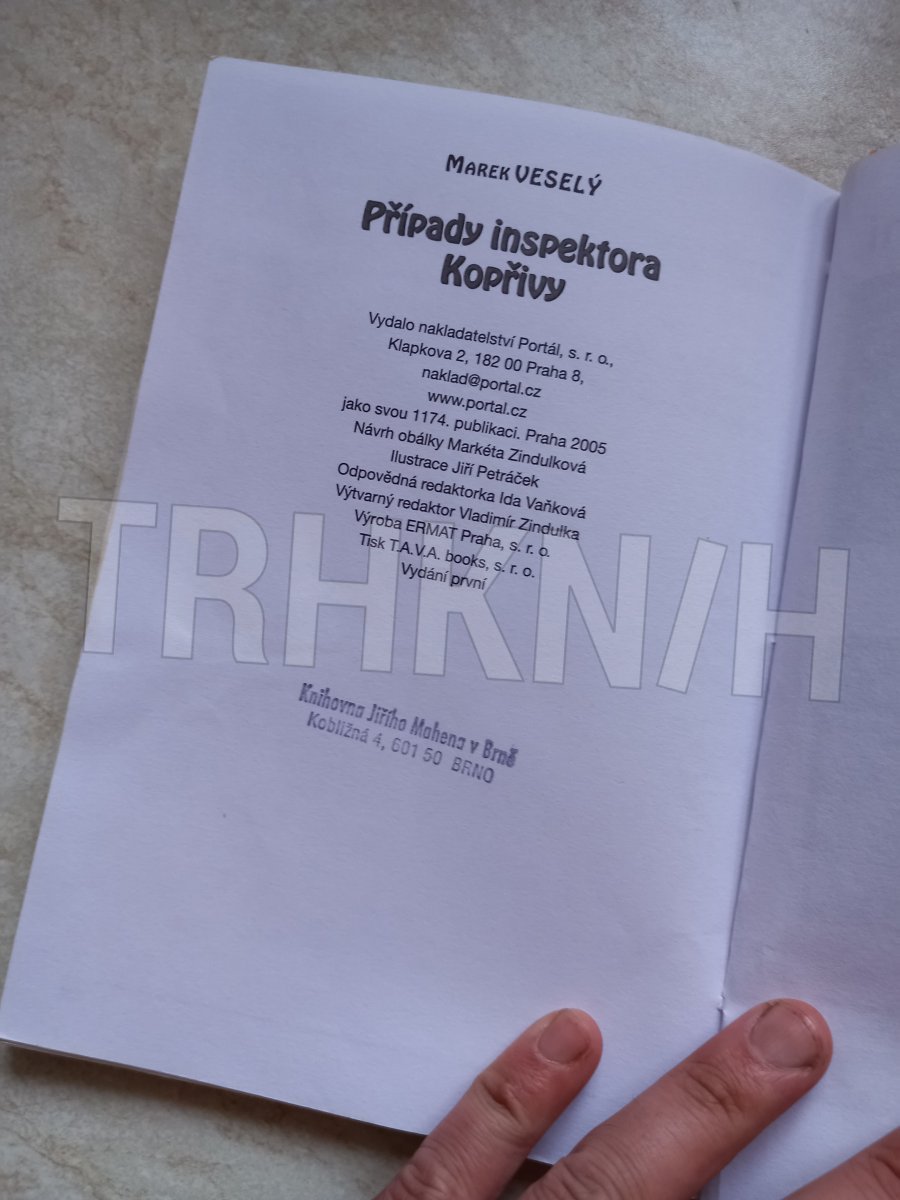 MAREK VESELÝ
Případy inspektora
Kopřivy
Vydalo nakladatelství Portál, s. r. o.,
Klapkova 2, 182 00 Praha 8,
naklad@portal.cz
www.portal.cz
jako svou 1174. publikaci. Praha 2005
Návrh obálky Markéta Zindulková
Ilustrace Jiří Petráček
Odpovědná redaktorka Ida Vaňková
Výtvarný redaktor Vladimír Zindulka
Výroba ERMAT Praha, s. r. o.
Tisk T.A.V.A. books, s. r. o.
Vydání první
TRHKN/H
Knihovna Jiřího Mahena v Brně
Kobližná 4, 601 50 BRNO